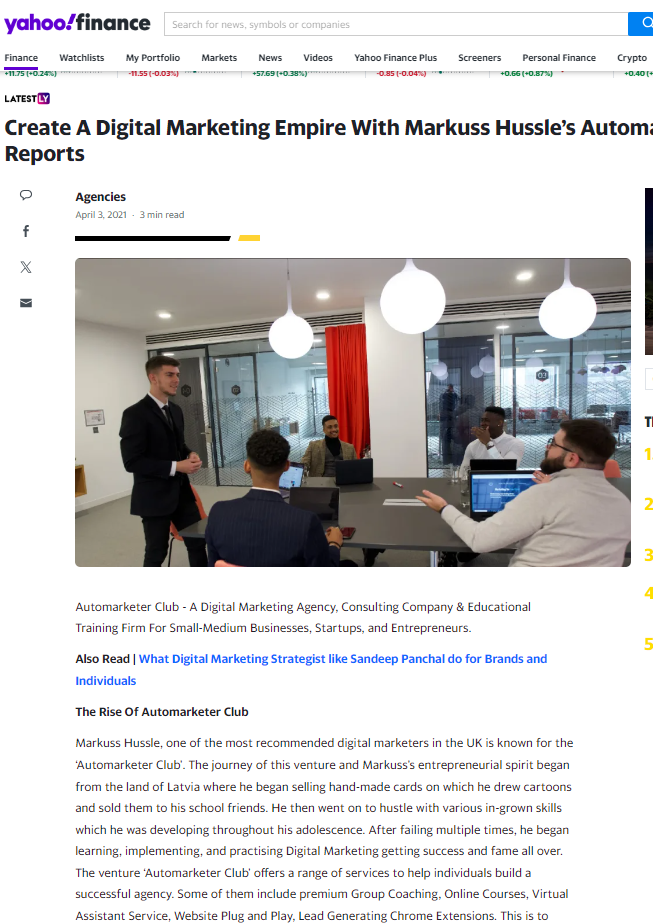 yahoo!finance
Search for news, symbols or companies
Finance Watchlists My Portfolio Markets News Videos Yahoo Finance Plus Screeners Personal Finance Crypto
+11.75 (+0.24%) -11.55 (-0.03%) +57.69 (+0.38%) -0.85 (-0.04%) +0.66 (+0.87%) +0.40 (+
LATESTLY
Create A Digital Marketing Empire With Markuss Hussle’s Automa
Reports
Agencies
April 3, 2021 · 3 min read
Automarketer Club - A Digital Marketing Agency, Consulting Company & Educational
Training Firm For Small-Medium Businesses, Startups, and Entrepreneurs.
Also Read | What Digital Marketing Strategist like Sandeep Panchal do for Brands and
Individuals
The Rise Of Automarketer Club
Markuss Hussle, one of the most recommended digital marketers in the UK is known for the
‘Automarketer Club’. The journey of this venture and Markuss’s entrepreneurial spirit began
from the land of Latvia where he began selling hand-made cards on which he drew cartoons
and sold them to his school friends. He then went on to hustle with various in-grown skills
which he was developing throughout his adolescence. After failing multiple times, he began
learning, implementing, and practising Digital Marketing getting success and fame all over.
The venture ‘Automarketer Club’ offers a range of services to help individuals build a
successful agency. Some of them include premium Group Coaching, Online Courses, Virtual
Assistant Service, Website Plug and Play, Lead Generating Chrome Extensions. This is to
1
2
3
4
5